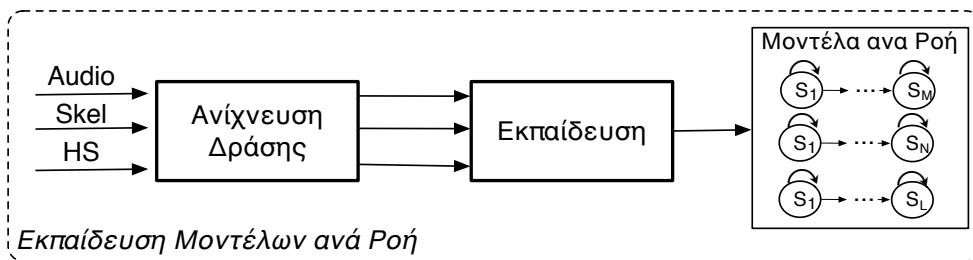 Audio
Skel
HS
Ανίχνευση
Δράσης
Εκπαίδευση
Μοντέλα ανα Ροή
S1 ... SM
S1 ... SN
S1 ... SL
Εκπαίδευση Μοντέλων ανά Ροή